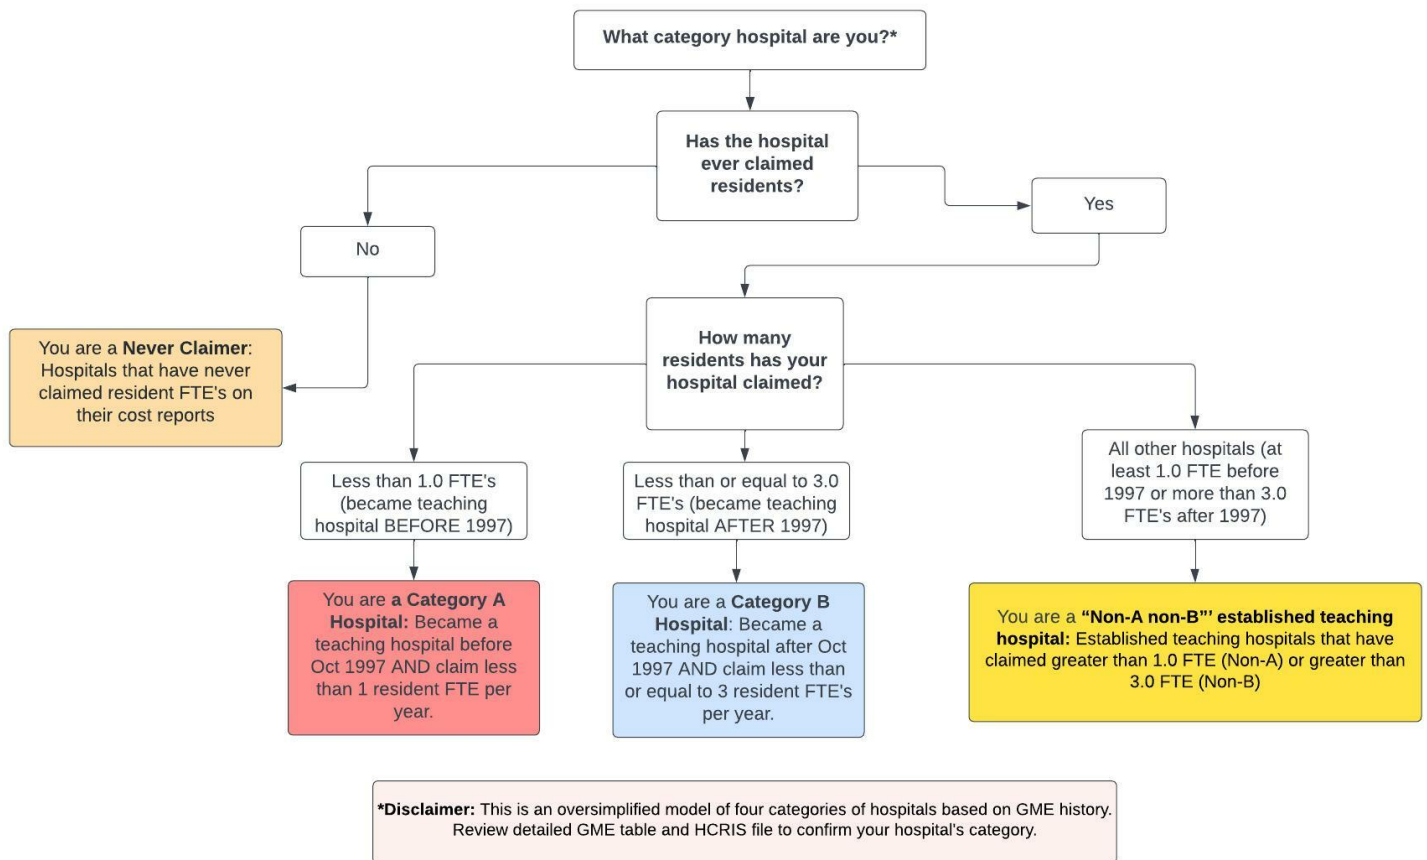 What category hospital are you?*
Has the hospital
ever claimed
residents?
Yes
No
How many
residents has your
hospital claimed?
You are a Never Claimer:
Hospitals that have never
claimed resident FTE's on
their cost reports
Less than 1.0 FTE's
(became teaching
hospital BEFORE 1997)
Less than or equal to 3.0
FTE's (became teaching
hospital AFTER 1997)
All other hospitals (at
least 1.0 FTE before
1997 or more than 3.0
FTE's after 1997)
You are a Category A
Hospital: Became a
teaching hospital before
Oct 1997 AND claim less
than 1 resident FTE per
year.
You are a Category B
Hospital: Became a
teaching hospital after Oct
1997 AND claim less than
or equal to 3 resident FTE's
per year.
You are a “Non-A non-B”’ established teaching
hospital: Established teaching hospitals that have
claimed greater than 1.0 FTE (Non-A) or greater than
3.0 FTE (Non-B)
*Disclaimer: This is an oversimplified model of four categories of hospitals based on GME history.
Review detailed GME table and HCRIS file to confirm your hospital's category.